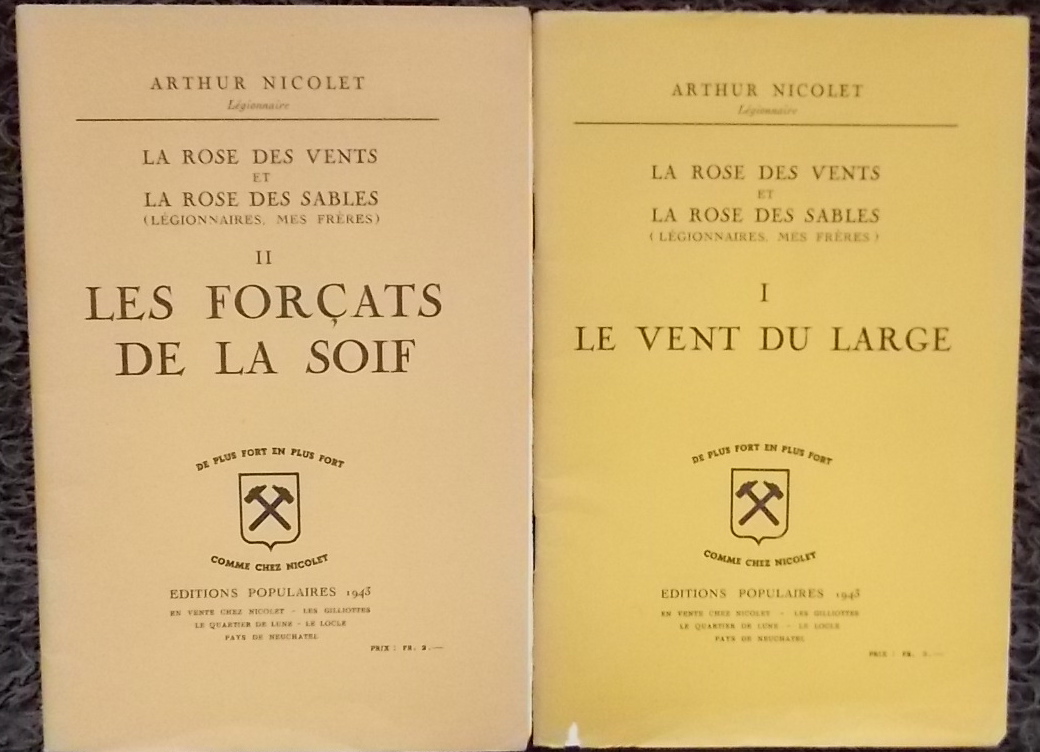 ARTHUR NICOLET
Légionnaire
LA ROSE DES VENTS
ET
LA ROSE DES SABLES
(LÉGIONNAIRES, MES FRÈRES)
II
LES FORÇATS
DE LA SOIF
DE PLUS FORT EN PLUS FORT
COMME CHEZ NICOLET
EDITIONS POPULAIRES 1943
EN VENTE CHEZ NICOLET - LES GILLIOTTES
LE QUARTIER DE LUNE - LE LOCLE
PAYS DE NEUCHATEL
PRIX : FR. 2.—
ARTHUR NICOLET
Légionnaire
LA ROSE DES VENTS
ET
LA ROSE DES SABLES
(LÉGIONNAIRES, MES FRÈRES)
I
LE VENT DU LARGE
DE PLUS FORT EN PLUS FORT
COMME CHEZ NICOLET
EDITIONS POPULAIRES 1943
EN VENTE CHEZ NICOLET - LES GILLIOTTES
LE QUARTIER DE LUNE - LE LOCLE
PAYS DE NEUCHATEL
PRIX : FR.